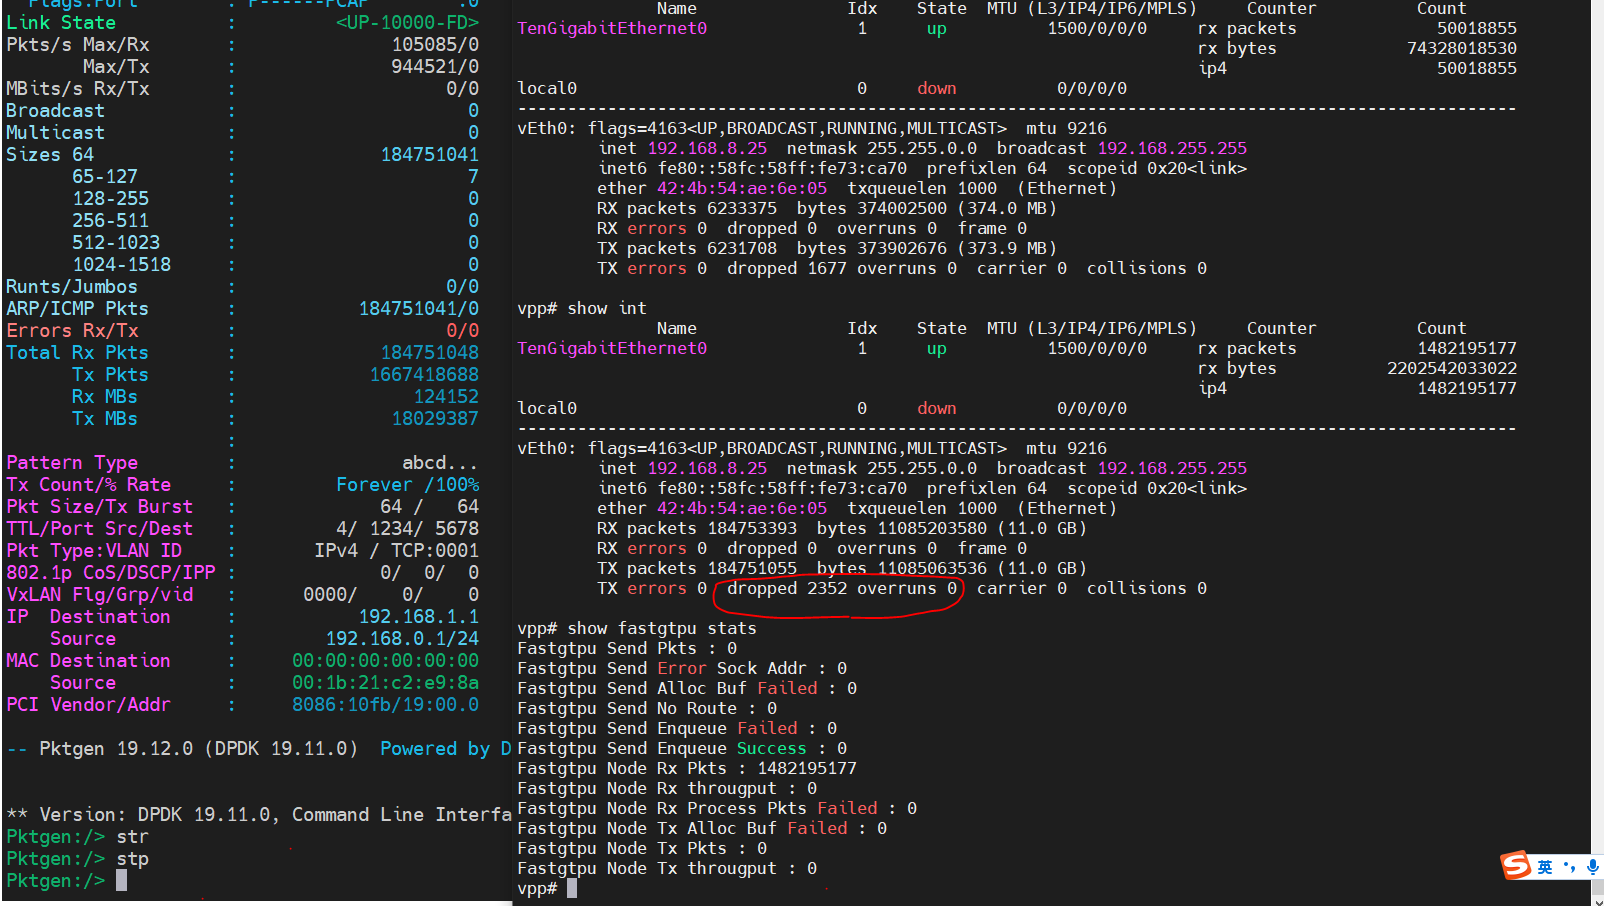 Flags:Port        : P------PCAP          :0
Link State          :         <UP-10000-FD>
Pkts/s Max/Rx       :              105085/0
       Max/Tx       :              944521/0
MBits/s Rx/Tx       :                   0/0
Broadcast           :                     0
Multicast           :                     0
Sizes 64            :             184751041
      65-127        :                     7
      128-255       :                     0
      256-511       :                     0
      512-1023      :                     0
      1024-1518     :                     0
Runts/Jumbos        :                   0/0
ARP/ICMP Pkts       :           184751041/0
Errors Rx/Tx        :                   0/0
Total Rx Pkts       :             184751048
      Tx Pkts       :            1667418688
      Rx MBs        :                124152
      Tx MBs        :              18029387
                    :
Pattern Type        :               abcd...
Tx Count/% Rate     :         Forever /100%
Pkt Size/Tx Burst   :             64 /   64
TTL/Port Src/Dest   :         4/ 1234/ 5678
Pkt Type:VLAN ID    :       IPv4 / TCP:0001
802.1p CoS/DSCP/IPP :             0/  0/  0
VxLAN Flg/Grp/vid   :      0000/    0/    0
IP  Destination     :           192.168.1.1
    Source          :        192.168.0.1/24
MAC Destination     :     00:00:00:00:00:00
    Source          :     00:1b:21:c2:e9:8a
PCI Vendor/Addr     :     8086:10fb/19:00.0
-- Pktgen 19.12.0 (DPDK 19.11.0)  Powered by D
** Version: DPDK 19.11.0, Command Line Interfa
Pktgen:/> str
Pktgen:/> stp
Pktgen:/>
Name               Idx    State  MTU (L3/IP4/IP6/MPLS)     Counter          Count
TenGigabitEthernet0               1      up          1500/0/0/0     rx packets              50018855
rx bytes             74328018530
ip4                     50018855
local0                            0     down          0/0/0/0
----------------------------------------------------------------------------------------------------
vEth0: flags=4163<UP,BROADCAST,RUNNING,MULTICAST>  mtu 9216
        inet 192.168.8.25  netmask 255.255.0.0  broadcast 192.168.255.255
        inet6 fe80::58fc:58ff:fe73:ca70  prefixlen 64  scopeid 0x20<link>
        ether 42:4b:54:ae:6e:05  txqueuelen 1000  (Ethernet)
        RX packets 6233375  bytes 374002500 (374.0 MB)
        RX errors 0  dropped 0  overruns 0  frame 0
        TX packets 6231708  bytes 373902676 (373.9 MB)
        TX errors 0  dropped 1677 overruns 0  carrier 0  collisions 0
vpp# show int
Name               Idx    State  MTU (L3/IP4/IP6/MPLS)     Counter          Count
TenGigabitEthernet0               1      up          1500/0/0/0     rx packets            1482195177
rx bytes           2202542033022
ip4                   1482195177
local0                            0     down          0/0/0/0
----------------------------------------------------------------------------------------------------
vEth0: flags=4163<UP,BROADCAST,RUNNING,MULTICAST>  mtu 9216
        inet 192.168.8.25  netmask 255.255.0.0  broadcast 192.168.255.255
        inet6 fe80::58fc:58ff:fe73:ca70  prefixlen 64  scopeid 0x20<link>
        ether 42:4b:54:ae:6e:05  txqueuelen 1000  (Ethernet)
        RX packets 184753393  bytes 11085203580 (11.0 GB)
        RX errors 0  dropped 0  overruns 0  frame 0
        TX packets 184751055  bytes 11085063536 (11.0 GB)
        TX errors 0  dropped 2352 overruns 0  carrier 0  collisions 0
vpp# show fastgtpu stats
Fastgtpu Send Pkts : 0
Fastgtpu Send Error Sock Addr : 0
Fastgtpu Send Alloc Buf Failed : 0
Fastgtpu Send No Route : 0
Fastgtpu Send Enqueue Failed : 0
Fastgtpu Send Enqueue Success : 0
Fastgtpu Node Rx Pkts : 1482195177
Fastgtpu Node Rx througput : 0
Fastgtpu Node Rx Process Pkts Failed : 0
Fastgtpu Node Tx Alloc Buf Failed : 0
Fastgtpu Node Tx Pkts : 0
Fastgtpu Node Tx througput : 0
vpp#
S 英